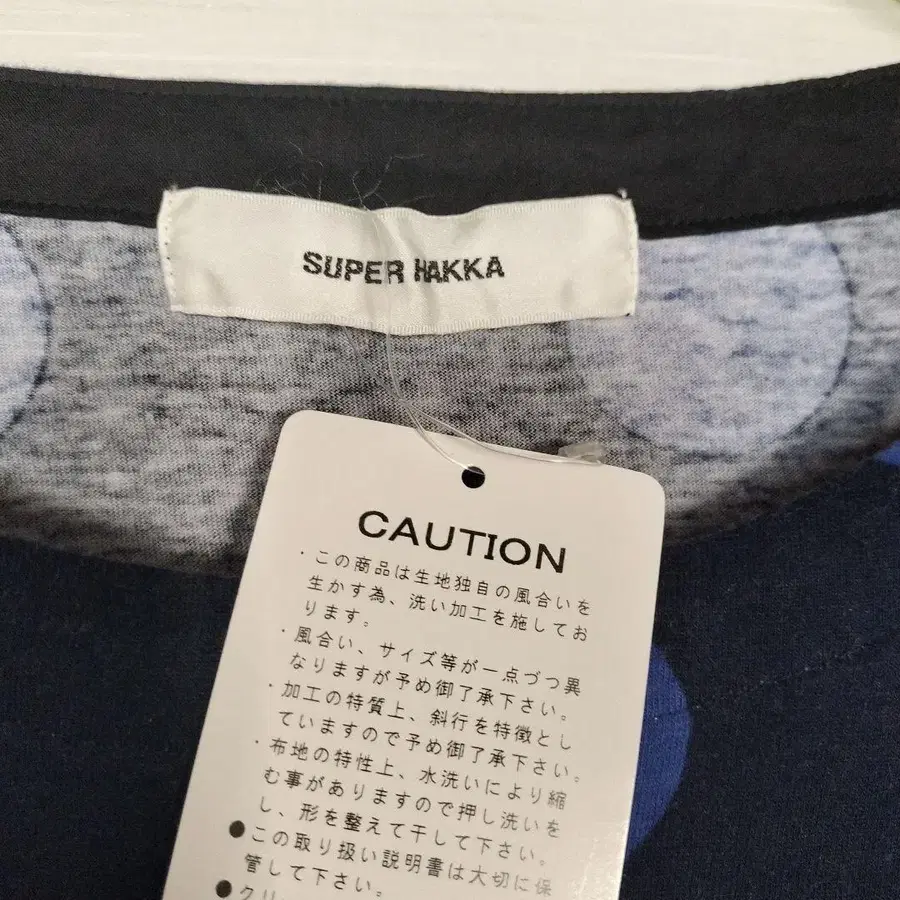 SUPER HAKKA
CAUTION
・この商品は生地独自の風合いを
生かす為、洗い加工を施してお
ります。
・風合い、サイズ等が一点づつ異
なりますが予め御了承下さい。
・加工の特質上、斜行を特徴とし
ていますので予め御了承下さい。
・布地の特性上、水洗いにより縮
む事がありますので押し洗いを
し、形を整えて干して下さい。
●この取り扱い説明書は大切に保
管して下さい。
●クリ